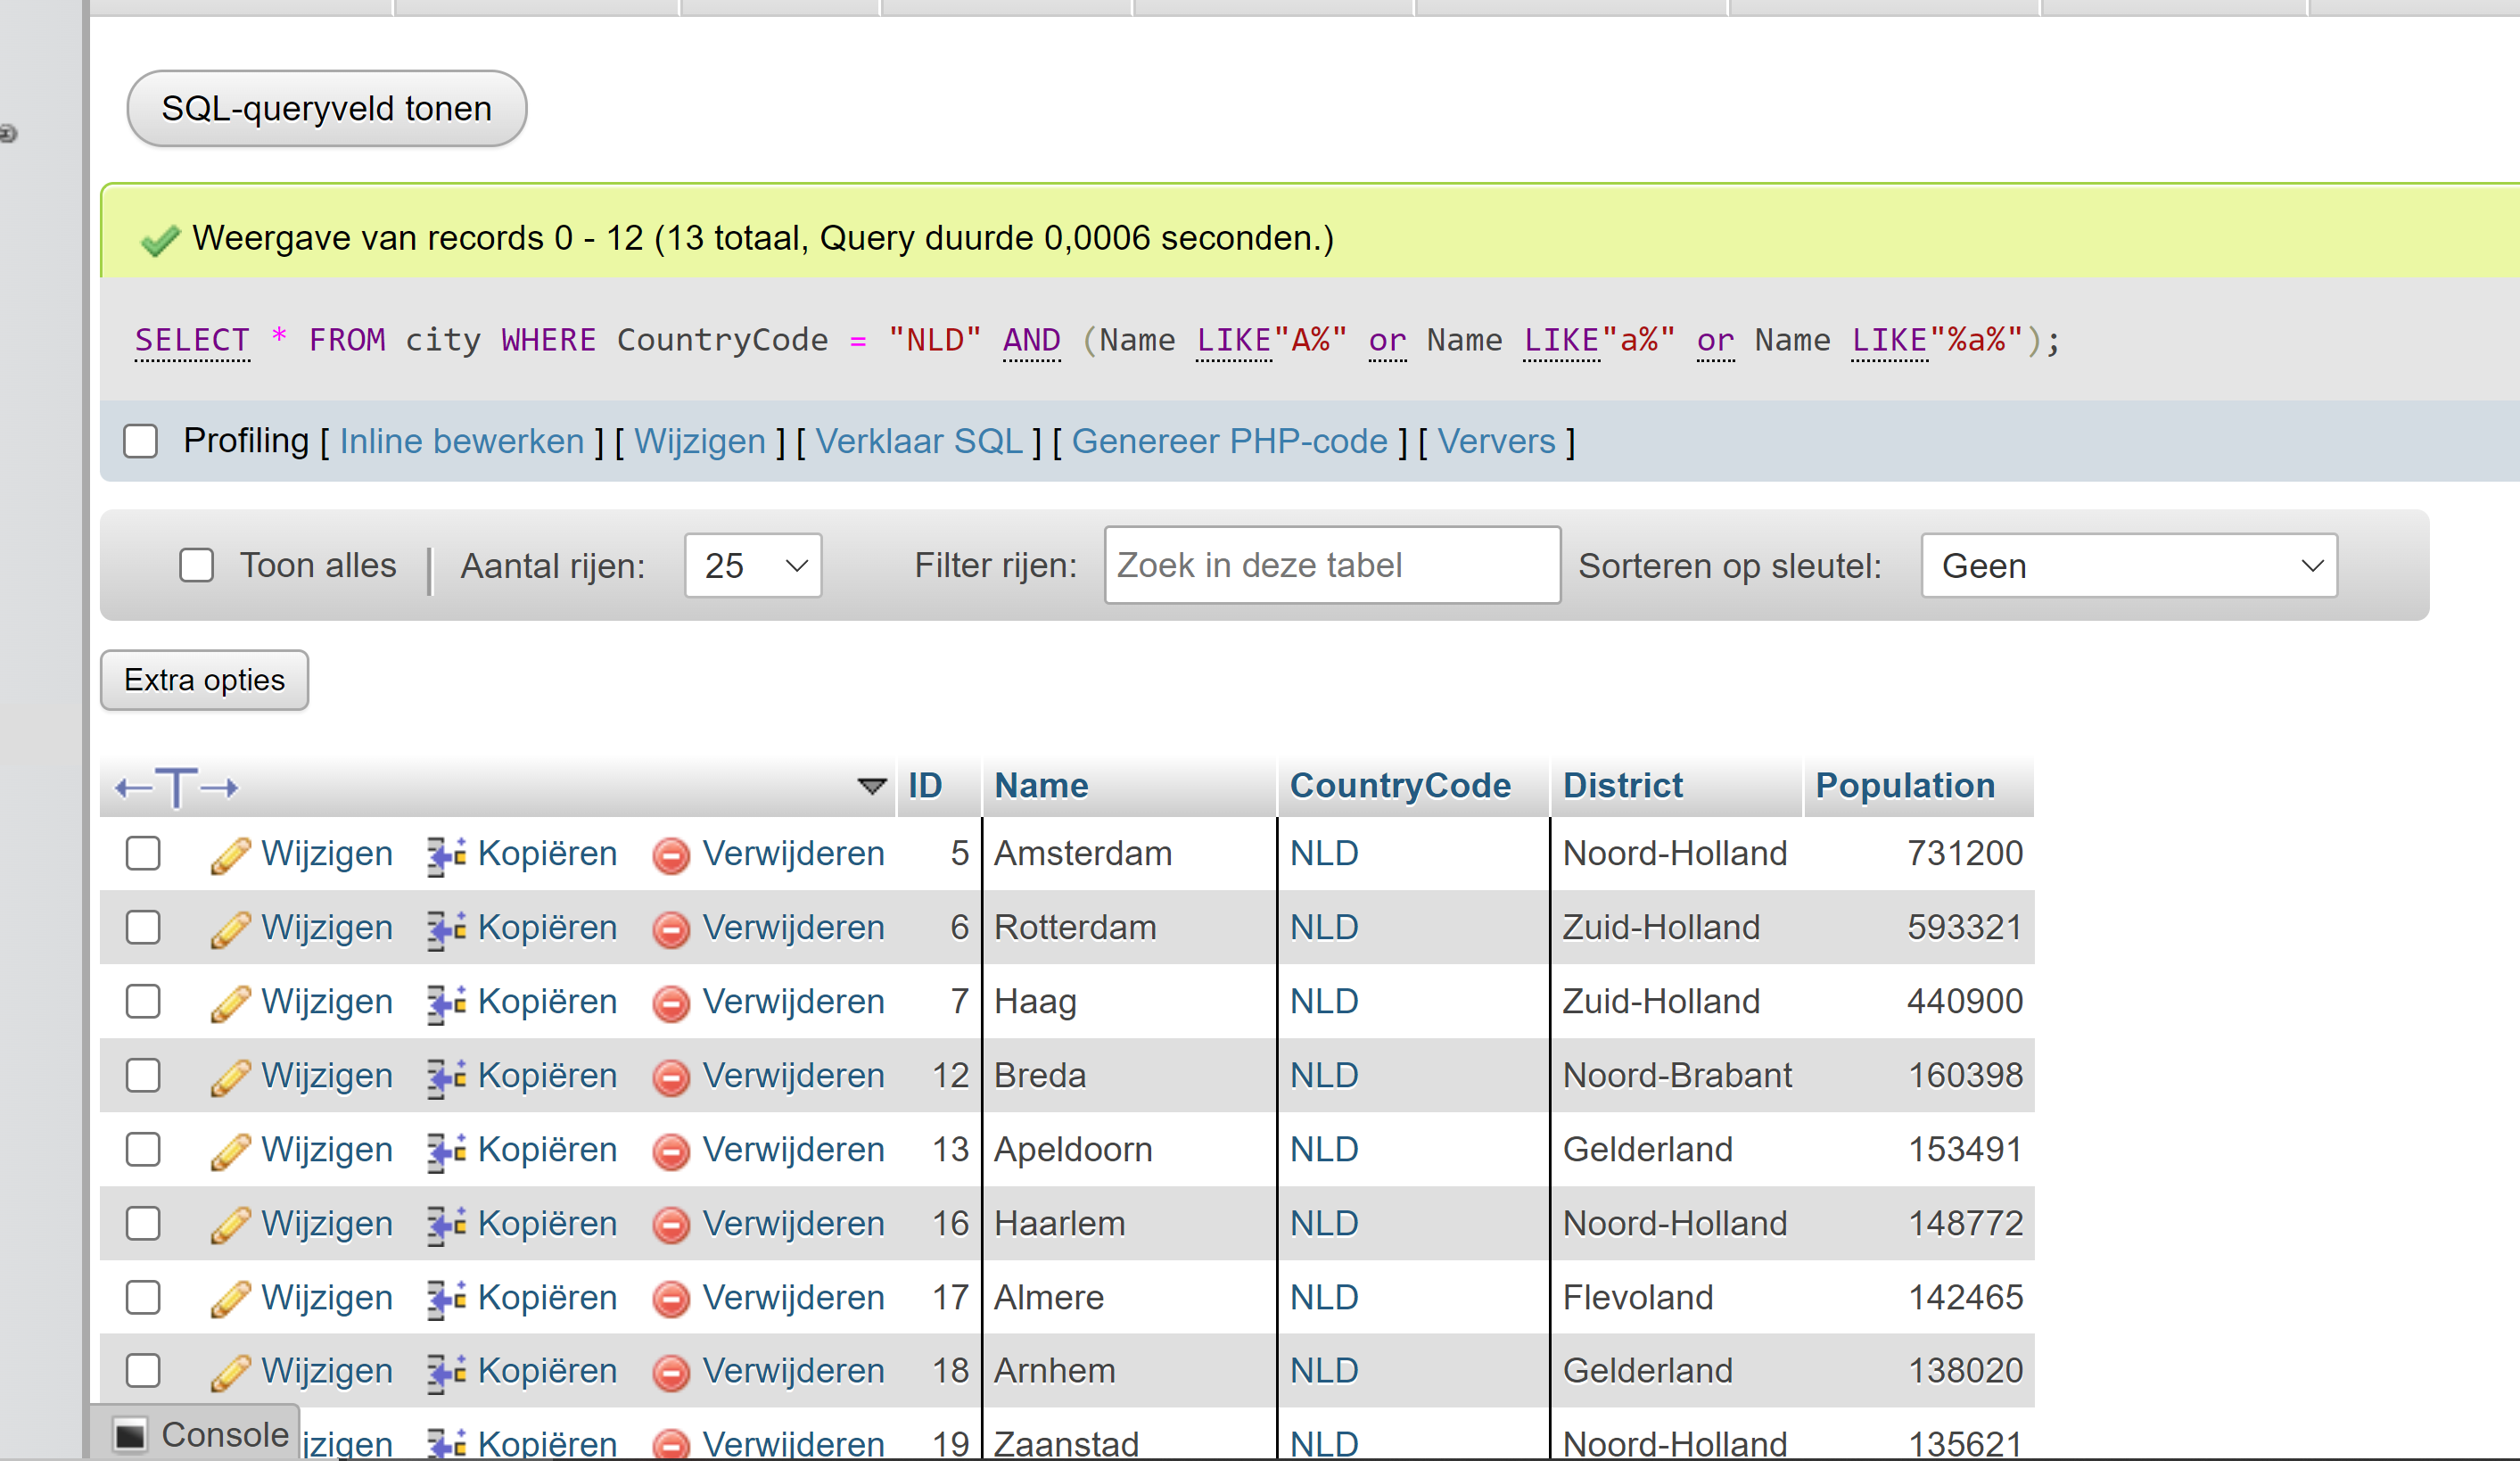 SQL-queryveld tonen
Weergave van records 0 - 12 (13 totaal, Query duurde 0,0006 seconden.)
SELECT * FROM city WHERE CountryCode = "NLD" AND (Name LIKE"A%" or Name LIKE"a%" or Name LIKE"%a%");
Profiling [ Inline bewerken ] [ Wijzigen ] [ Verklaar SQL ] [ Genereer PHP-code ] [ Ververs ]
Toon alles Aantal rijen: 25 Filter rijen: Zoek in deze tabel Sorteren op sleutel: Geen
Extra opties
←T→ ID Name CountryCode District Population
Wijzigen Kopiëren Verwijderen 5 Amsterdam NLD Noord-Holland 731200
Wijzigen Kopiëren Verwijderen 6 Rotterdam NLD Zuid-Holland 593321
Wijzigen Kopiëren Verwijderen 7 Haag NLD Zuid-Holland 440900
Wijzigen Kopiëren Verwijderen 12 Breda NLD Noord-Brabant 160398
Wijzigen Kopiëren Verwijderen 13 Apeldoorn NLD Gelderland 153491
Wijzigen Kopiëren Verwijderen 16 Haarlem NLD Noord-Holland 148772
Wijzigen Kopiëren Verwijderen 17 Almere NLD Flevoland 142465
Wijzigen Kopiëren Verwijderen 18 Arnhem NLD Gelderland 138020
Console izigen Kopiëren Verwijderen 19 Zaanstad NLD Noord-Holland 135621